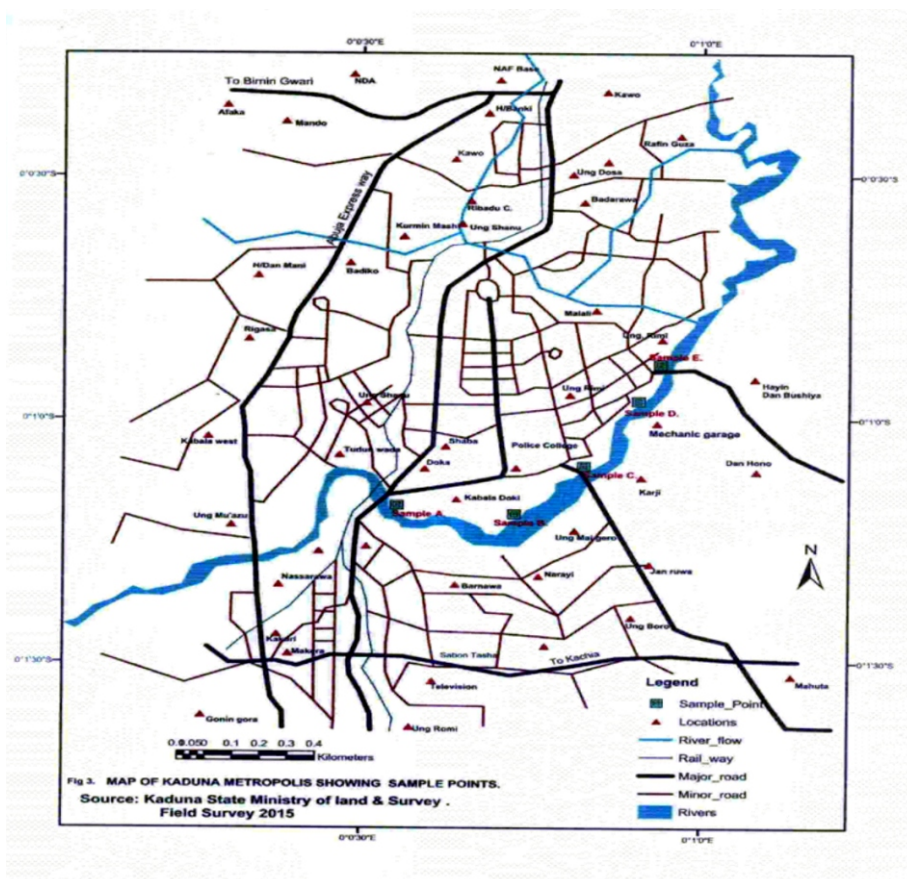 0°0'30"E 0°1'0"E
NAF Base
NDA
To Birnin Gwari
Kawo
Afaka
H/Banki
Mando
Rafin Guza
Kawo
0°0'30"S 0°0'30"S
Ung Dosa
Ribadu C.
Badarawa
Abuja Express way
Ung Shanu
Kurmin Mashi
H/Dan Mani
Badiko
Malali
Rigasa
Ung. Rimi
Sample E.
Hayin
Dan Bushiya
Ung Rimi
Ung Shanu
0°1'0"S 0°1'0"S
Sample D.
Kabala west
Mechanic garage
Shaba
Police College
Tudun wada
Doka
Dan Hono
Sample C.
Karji
Kabala Doki
Sample A.
Sample B.
Ung Mu'azu
Ung Maigero
Jan ruwa
Nassarawa
Narayi
Barnawa
N
Ung Boro
Kakuri
Makera
Sabon Tasha
To Kachia
0°1'30"S 0°1'30"S
Television
Mahuta
Gonin gora
Ung Romi
Legend
Sample_Point
Locations
River_flow
Rail_way
Major_road
Minor_road
Rivers
0.1 0.2 0.3 0.4
Kilometers
Fig 3. MAP OF KADUNA METROPOLIS SHOWING SAMPLE POINTS.
Source: Kaduna State Ministry of land & Survey .
Field Survey 2015
0°0'30"E 0°1'0"E